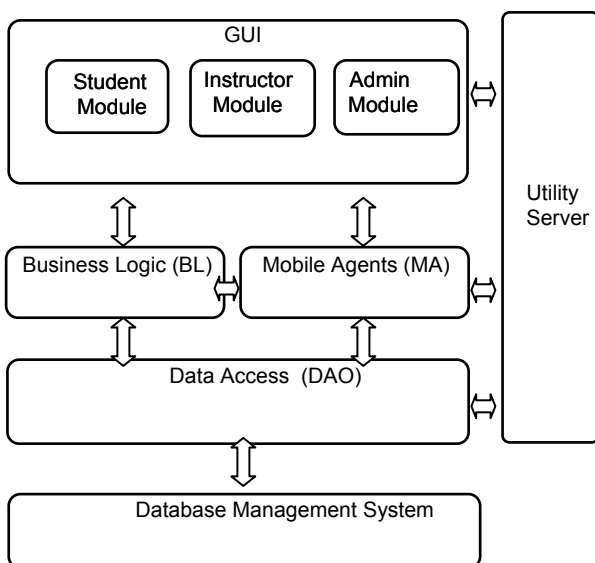 GUI
Student
Module
Instructor
Module
Admin
Module
Utility
Server
Business Logic (BL)
Mobile Agents (MA)
Data Access (DAO)
Database Management System